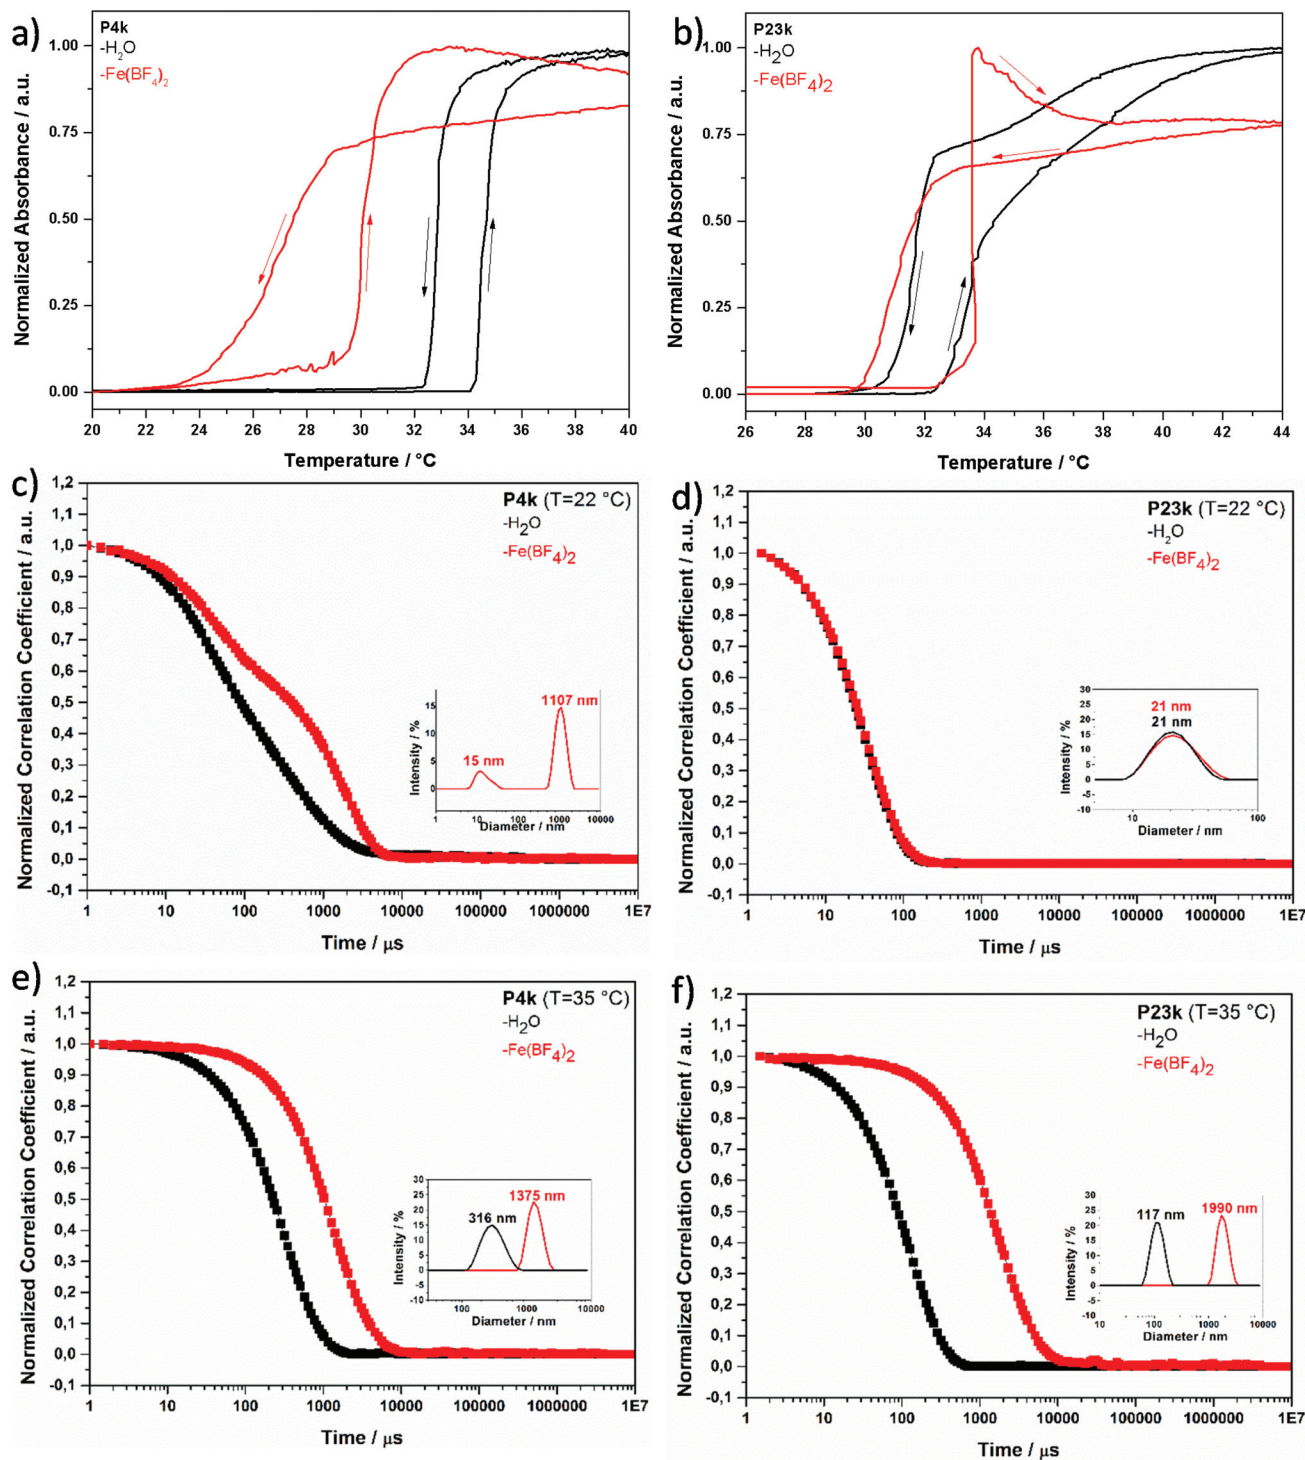 a)
P4k
-H2O
-Fe(BF4)2
Normalized Absorbance / a.u.
1.00
0.75
0.50
0.25
0.00
20 22 24 26 28 30 32 34 36 38 40
Temperature / °C
b)
P23k
-H2O
-Fe(BF4)2
Normalized Absorbance / a.u.
1.00
0.75
0.50
0.25
0.00
26 28 30 32 34 36 38 40 42 44
Temperature / °C
c)
P4k (T=22 °C)
-H2O
-Fe(BF4)2
Normalized Correlation Coefficient / a.u.
1,2
1,1
1,0
0,9
0,8
0,7
0,6
0,5
0,4
0,3
0,2
0,1
0,0
-0,1
1 10 100 1000 10000 100000 1000000 1E7
Time / μs
1107 nm
15 nm
Intensity / %
15
10
5
0
1 10 100 1000 10000
Diameter / nm
d)
P23k (T=22 °C)
-H2O
-Fe(BF4)2
Normalized Correlation Coefficient / a.u.
1,2
1,1
1,0
0,9
0,8
0,7
0,6
0,5
0,4
0,3
0,2
0,1
0,0
-0,1
1 10 100 1000 10000 100000 1000000 1E7
Time / μs
21 nm
21 nm
Intensity / %
30
25
20
15
10
5
0
-5
-10
10 100
Diameter / nm
e)
P4k (T=35 °C)
-H2O
-Fe(BF4)2
Normalized Correlation Coefficient / a.u.
1,2
1,1
1,0
0,9
0,8
0,7
0,6
0,5
0,4
0,3
0,2
0,1
0,0
-0,1
1 10 100 1000 10000 100000 1000000 1E7
Time / μs
1375 nm
316 nm
Intensity / %
30
25
20
15
10
5
0
-5
-10
100 1000 10000
Diameter / nm
f)
P23k (T=35 °C)
-H2O
-Fe(BF4)2
Normalized Correlation Coefficient / a.u.
1,2
1,1
1,0
0,9
0,8
0,7
0,6
0,5
0,4
0,3
0,2
0,1
0,0
-0,1
1 10 100 1000 10000 100000 1000000 1E7
Time / μs
117 nm
1990 nm
Intensity / %
30
25
20
15
10
5
0
-5
-10
10 100 1000 10000
Diameter / nm